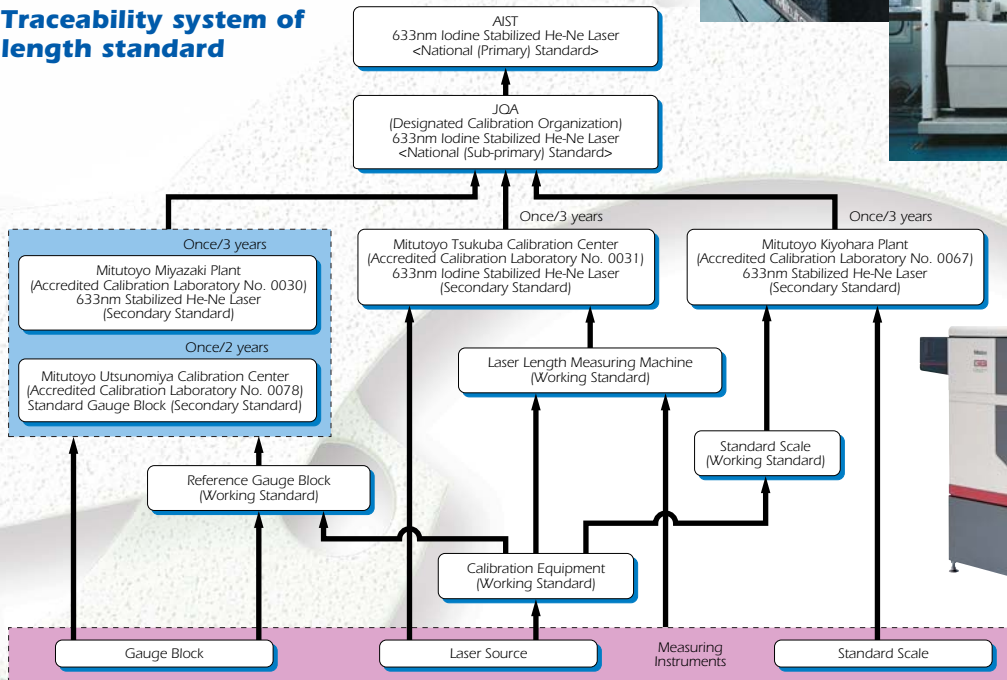 Traceability system of
length standard
AIST
633nm Iodine Stabilized He-Ne Laser
<National (Primary) Standard>
JQA
(Designated Calibration Organization)
633nm Iodine Stabilized He-Ne Laser
<National (Sub-primary) Standard>
Once/3 years
Mitutoyo Miyazaki Plant
(Accredited Calibration Laboratory No. 0030)
633nm Stabilized He-Ne Laser
(Secondary Standard)
Once/2 years
Mitutoyo Utsunomiya Calibration Center
(Accredited Calibration Laboratory No. 0078)
Standard Gauge Block (Secondary Standard)
Once/3 years
Mitutoyo Tsukuba Calibration Center
(Accredited Calibration Laboratory No. 0031)
633nm Iodine Stabilized He-Ne Laser
(Secondary Standard)
Once/3 years
Mitutoyo Kiyohara Plant
(Accredited Calibration Laboratory No. 0067)
633nm Stabilized He-Ne Laser
(Secondary Standard)
Laser Length Measuring Machine
(Working Standard)
Standard Scale
(Working Standard)
Reference Gauge Block
(Working Standard)
Calibration Equipment
(Working Standard)
Gauge Block
Laser Source
Measuring
Instruments
Standard Scale